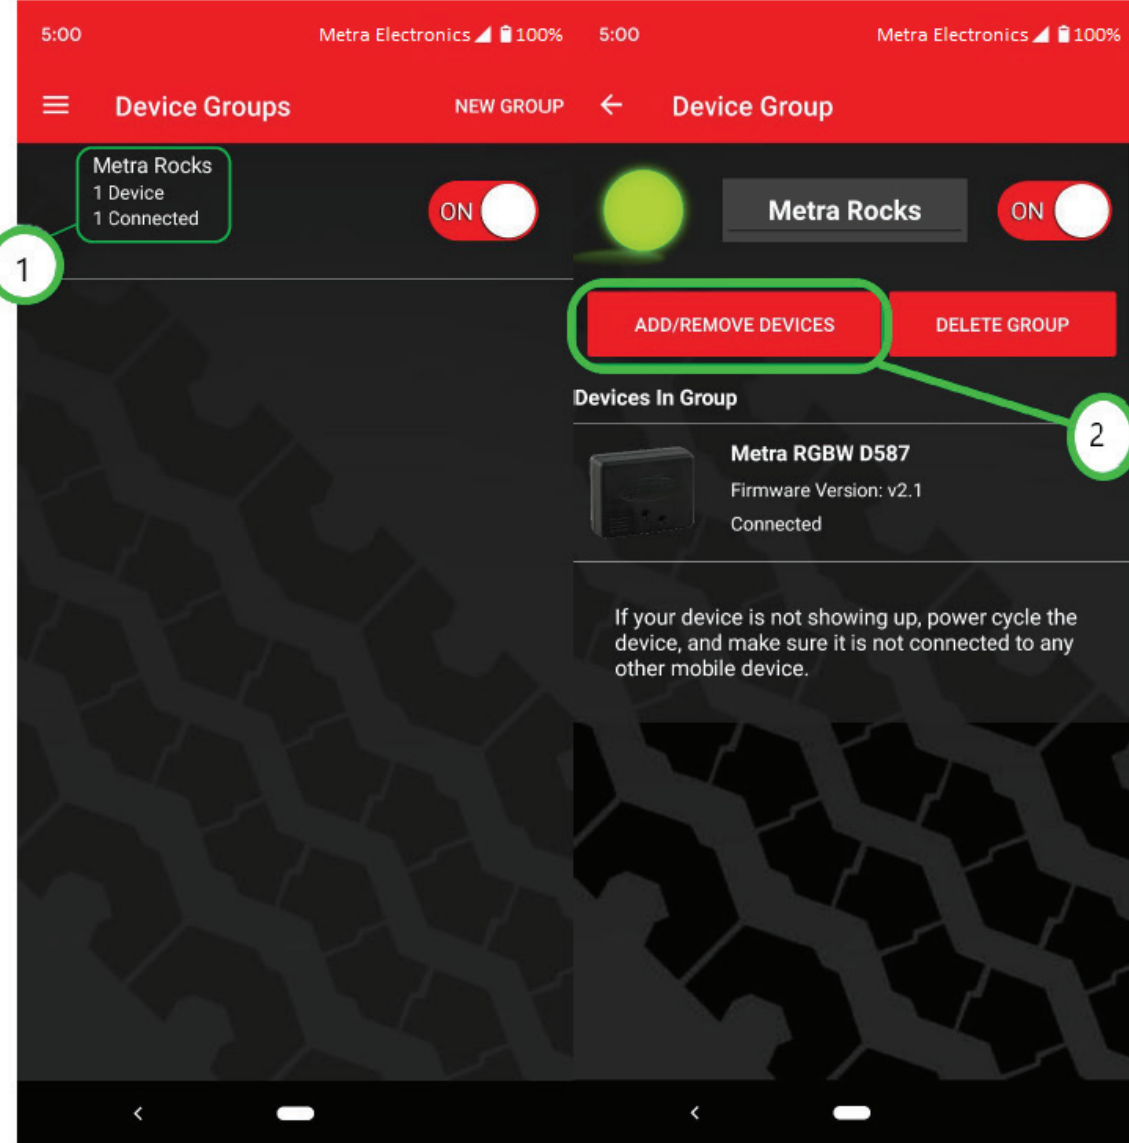 5:00
Metra Electronics 100%
Device Groups
NEW GROUP
Metra Rocks
1 Device
1 Connected
ON
1
5:00
Metra Electronics 100%
Device Group
Metra Rocks
ON
ADD/REMOVE DEVICES
DELETE GROUP
2
Devices In Group
Metra RGBW D587
Firmware Version: v2.1
Connected
If your device is not showing up, power cycle the
device, and make sure it is not connected to any
other mobile device.